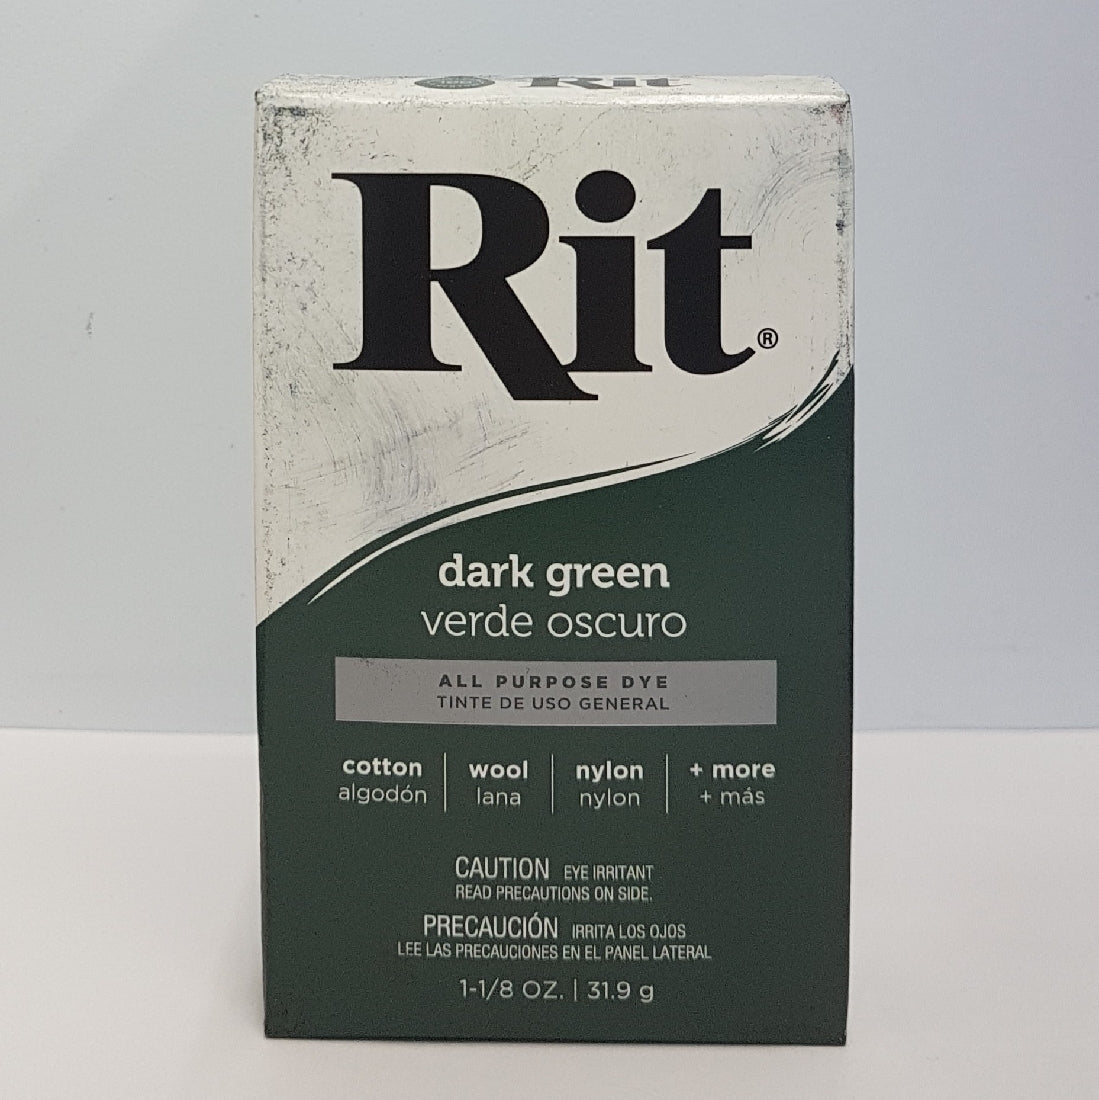 Rit
Rit®
dark green
verde oscuro
ALL PURPOSE DYE
TINTE DE USO GENERAL
cotton
algodón
wool
lana
nylon
nylon
+ more
+ más
CAUTION EYE IRRITANT
READ PRECAUTIONS ON SIDE.
PRECAUCIÓN IRRITA LOS OJOS
LEE LAS PRECAUCIONES EN EL PANEL LATERAL
1-1/8 OZ. | 31.9 g